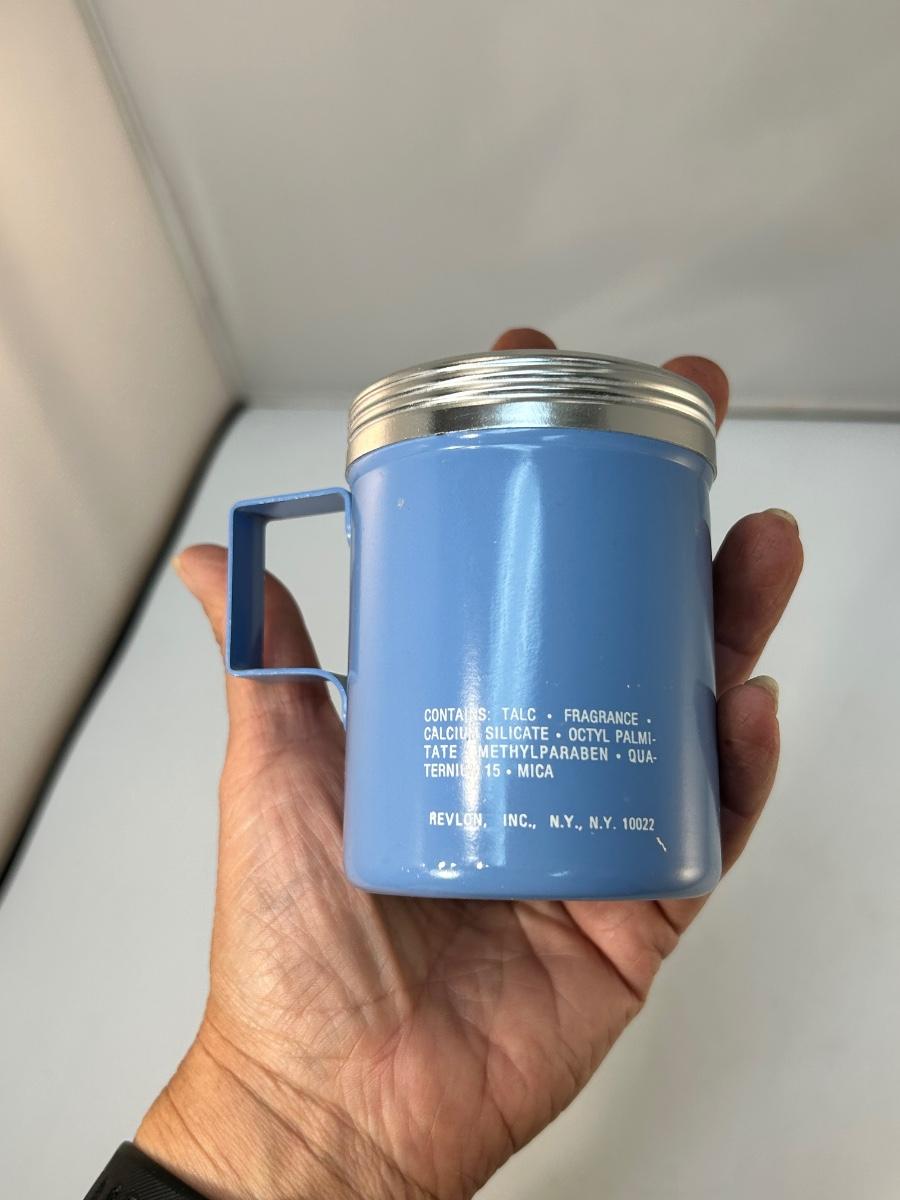 CONTAINS: TALC • FRAGRANCE •
CALCIUM SILICATE • OCTYL PALMI-
TATE • METHYLPARABEN • QUA-
TERNIUM 15 • MICA
REVLON, INC., N.Y., N.Y. 10022